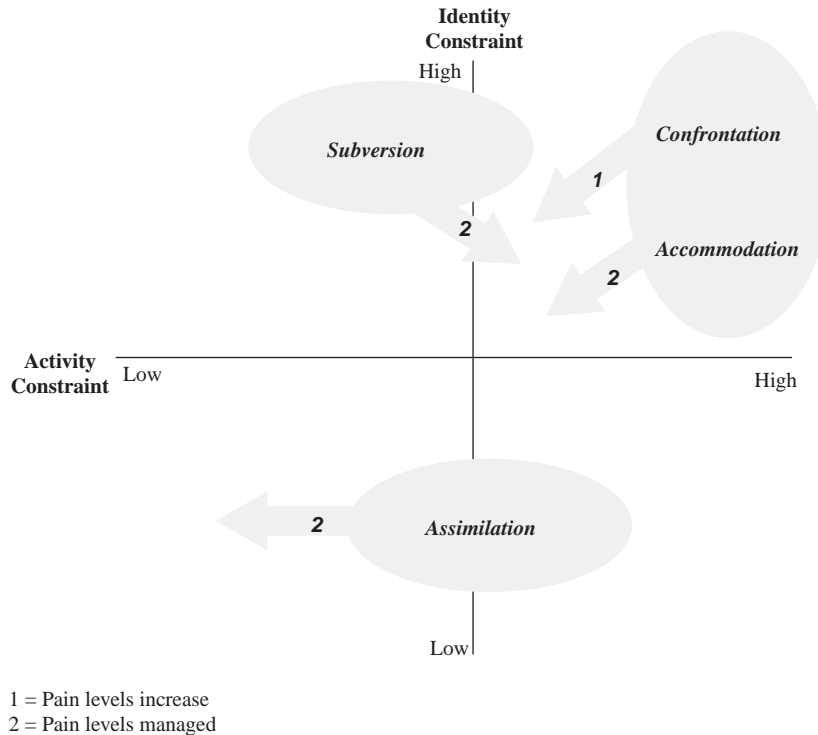 Identity
Constraint
High
Subversion
Confrontation
1
2
Accommodation
2
Activity
Constraint
Low
High
2
Assimilation
Low
1 = Pain levels increase
2 = Pain levels managed